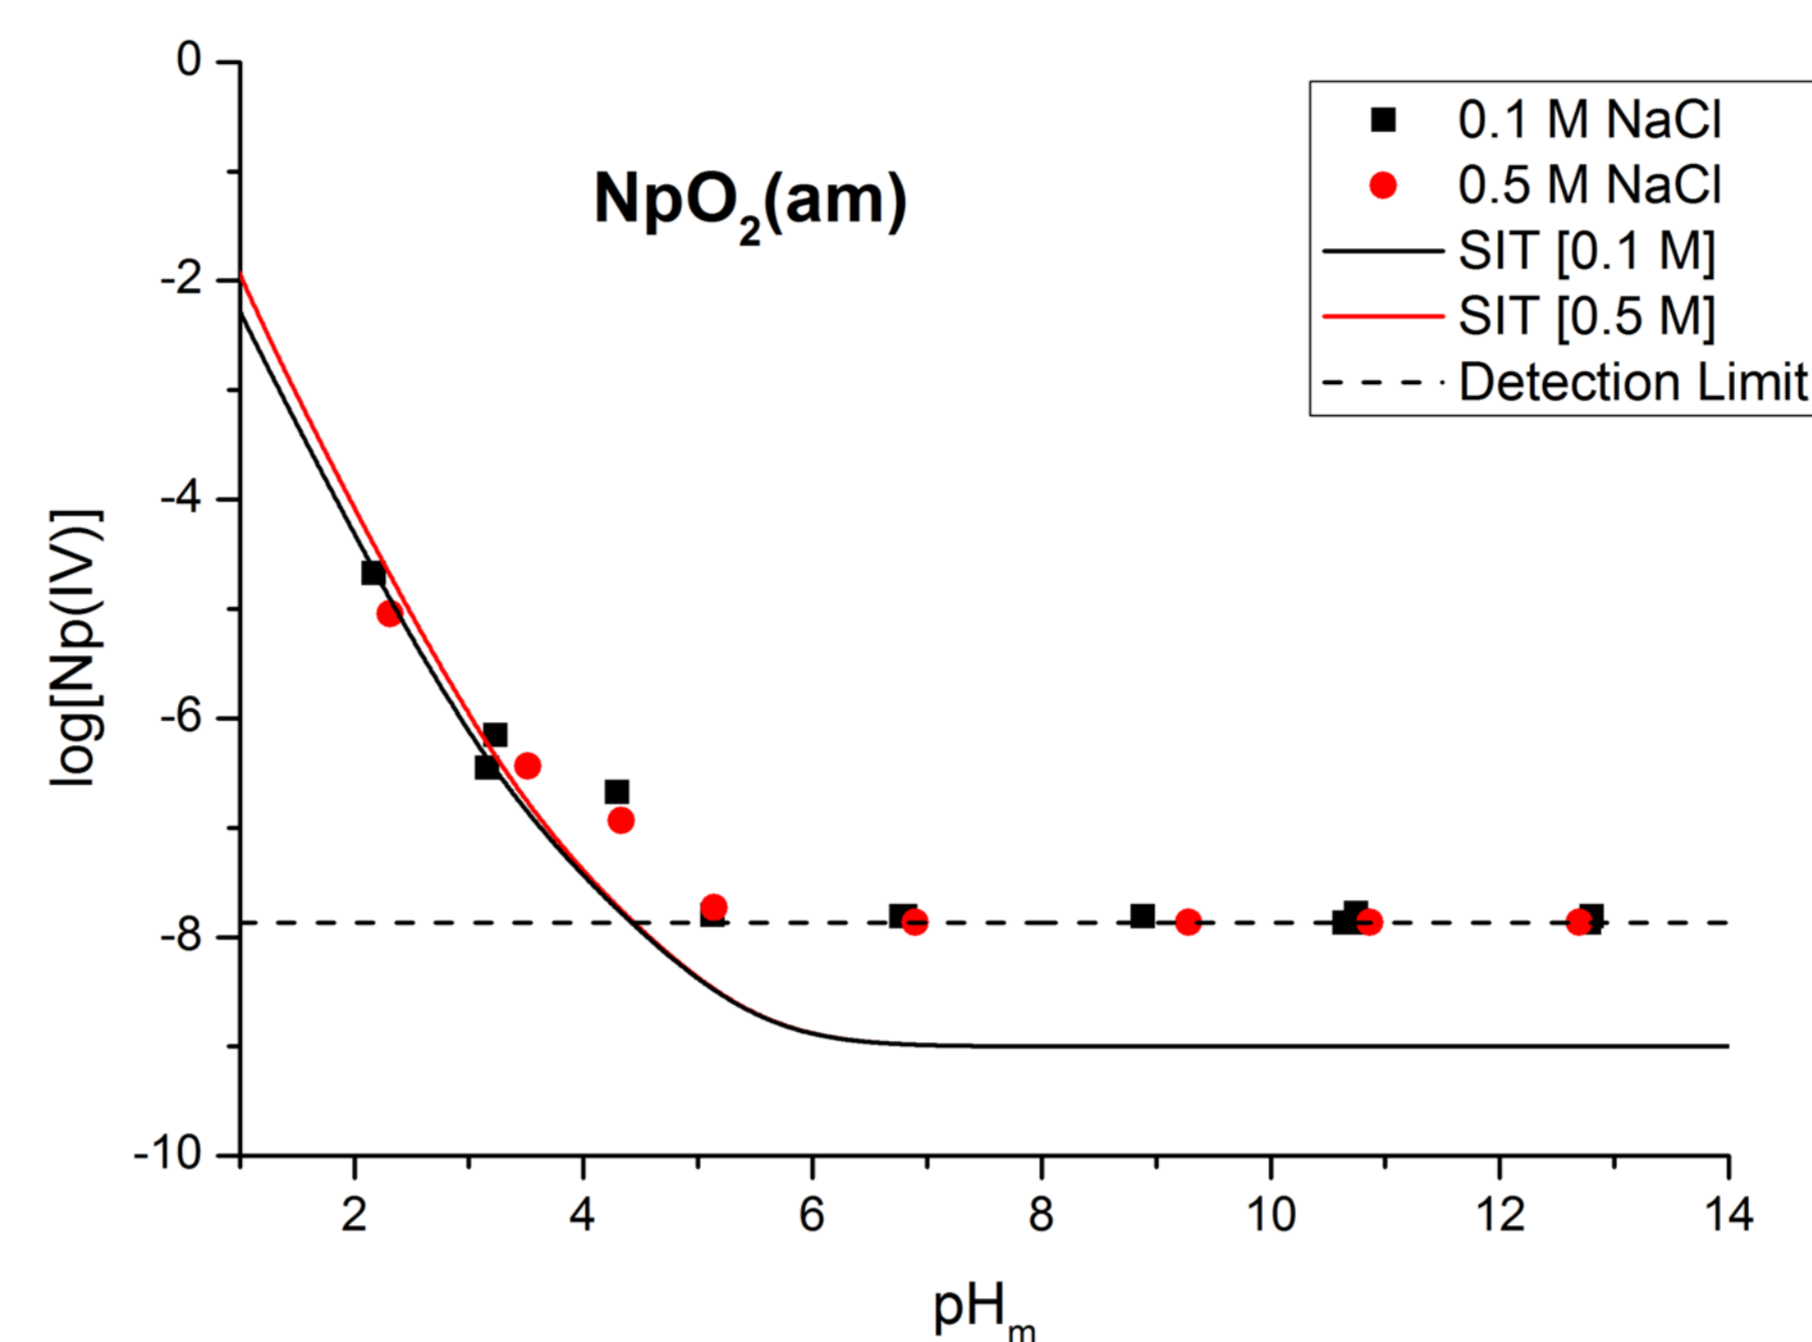 0
-2
-4
-6
-8
-10
log[Np(IV)]
NpO₂(am)
0.1 M NaCl
0.5 M NaCl
SIT [0.1 M]
SIT [0.5 M]
Detection Limit
2 4 6 8 10 12 14
pHₘ